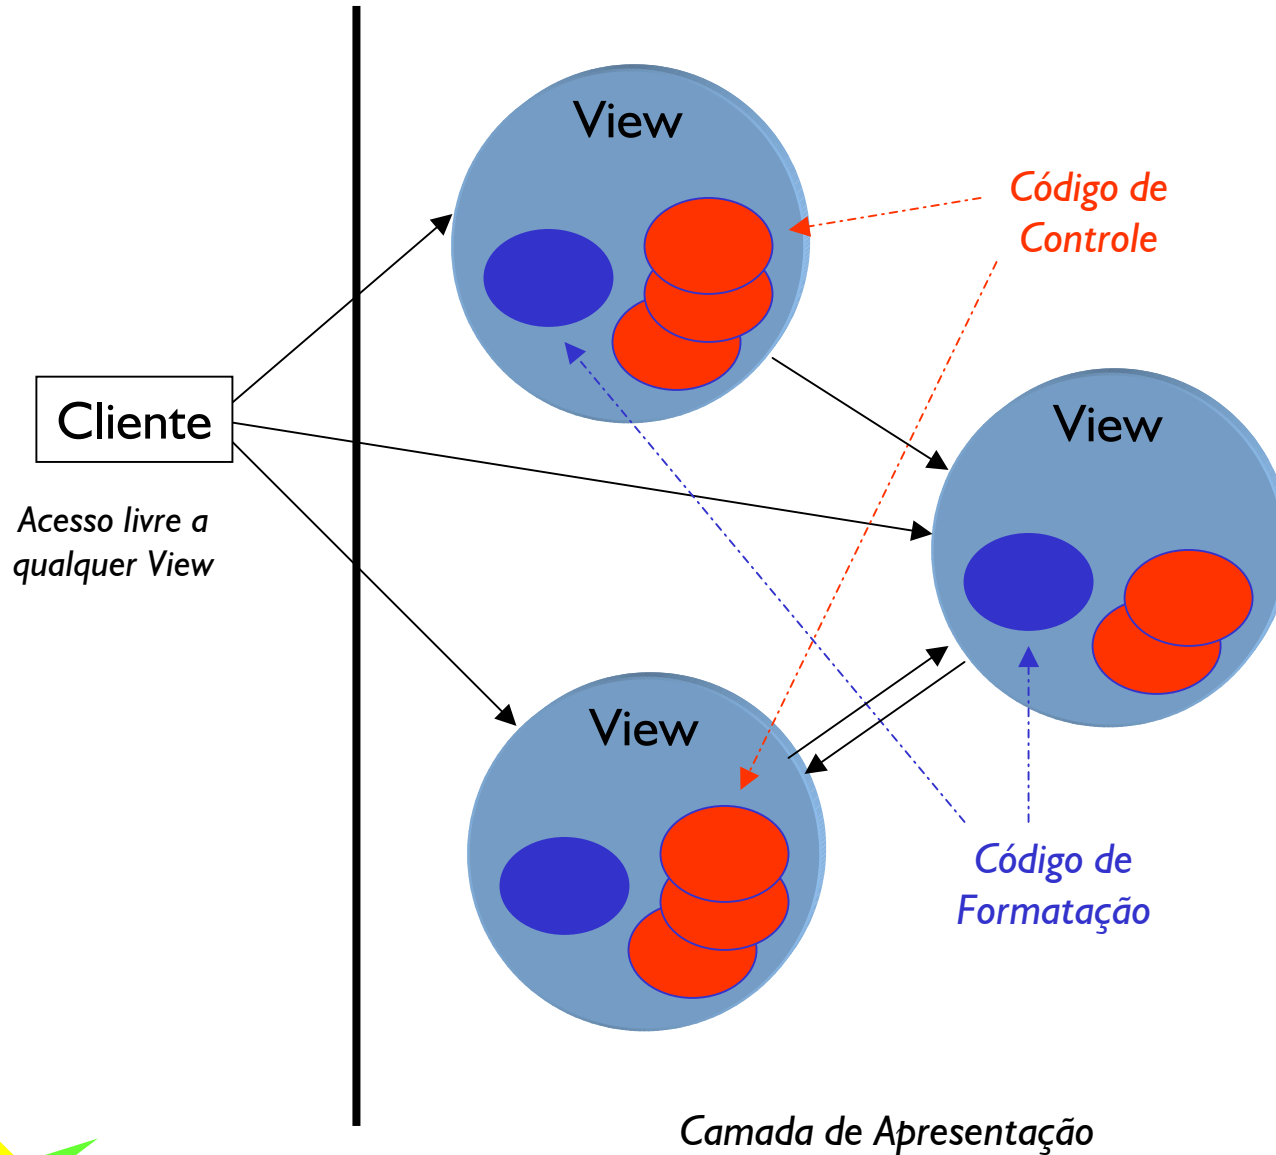 View
Código de
Controle
Cliente
View
Acesso livre a
qualquer View
View
Código de
Formatação
Camada de Apresentação